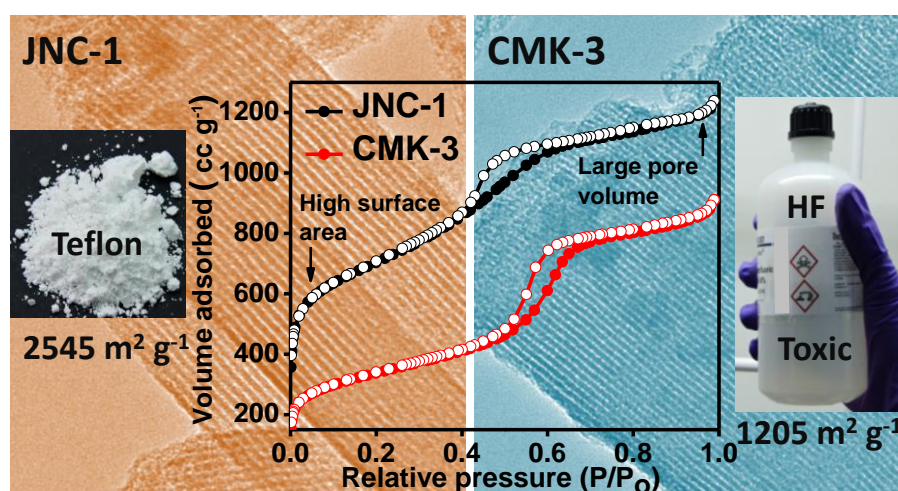 JNC-1
CMK-3
Teflon
2545 m² g⁻¹
Volume adsorbed ( cc g⁻¹)
1200
1000
800
600
400
200
JNC-1
CMK-3
High surface
area
Large pore
volume
0.0 0.2 0.4 0.6 0.8 1.0
Relative pressure (P/P₀)
HF
Toxic
1205 m² g⁻¹